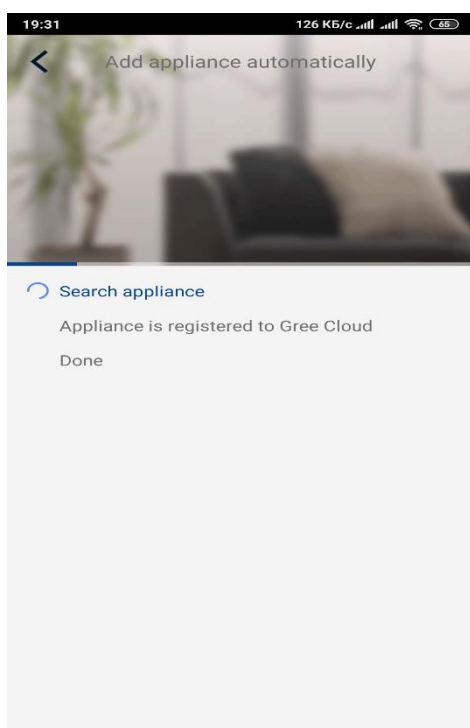 19:31 126 КБ/с 65
Add appliance automatically
Search appliance
Appliance is registered to Gree Cloud
Done